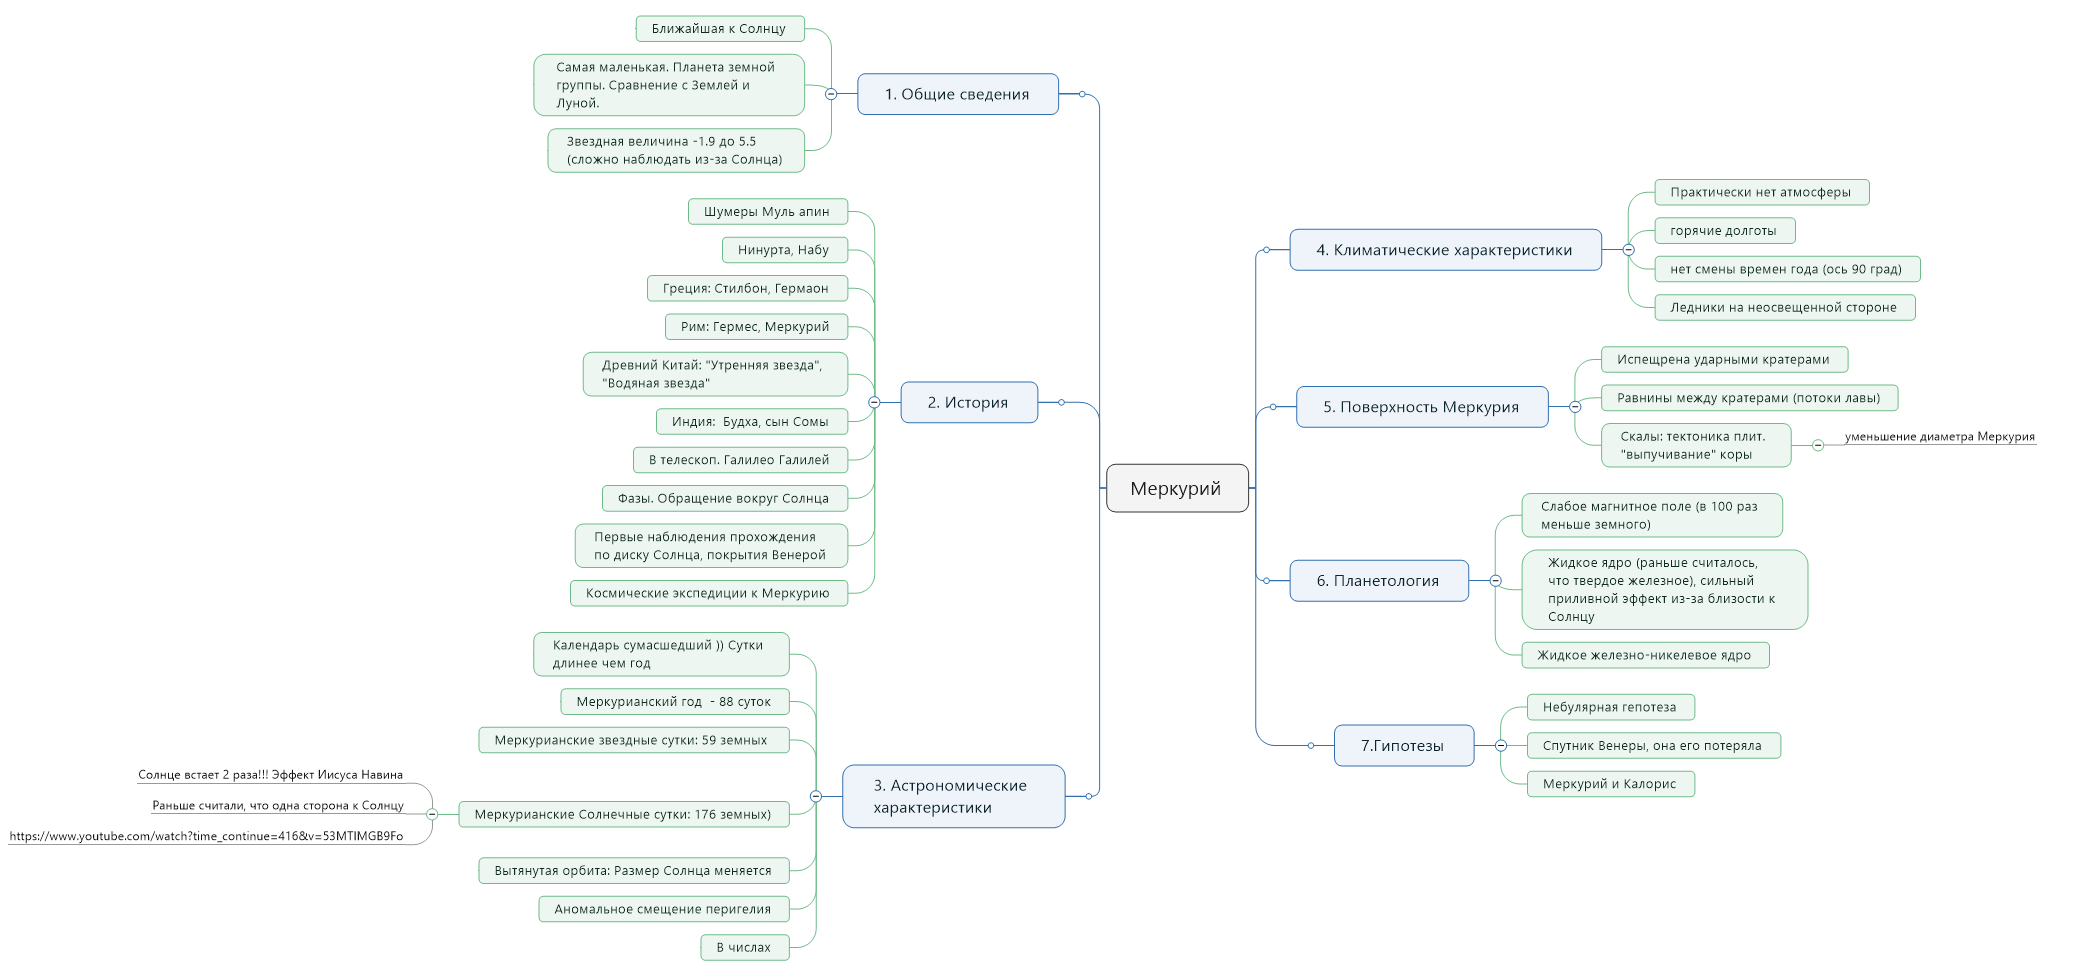 Меркурий
1. Общие сведения
Ближайшая к Солнцу
Самая маленькая. Планета земной
группы. Сравнение с Землей и
Луной.
Звездная величина -1.9 до 5.5
(сложно наблюдать из-за Солнца)
2. История
Шумеры Муль апин
Нинурта, Набу
Греция: Стилбон, Гермаон
Рим: Гермес, Меркурий
Древний Китай: "Утренняя звезда",
"Водяная звезда"
Индия:  Будха, сын Сомы
В телескоп. Галилео Галилей
Фазы. Обращение вокруг Солнца
Первые наблюдения прохождения
по диску Солнца, покрытия Венерой
Космические экспедиции к Меркурию
3. Астрономические
характеристики
Календарь сумасшедший )) Сутки
длинее чем год
Меркурианский год  - 88 суток
Меркурианские звездные сутки: 59 земных
Меркурианские Солнечные сутки: 176 земных)
Солнце встает 2 раза!!! Эффект Иисуса Навина
Раньше считали, что одна сторона к Солнцу
https://www.youtube.com/watch?time_continue=416&v=53MTIMGB9Fo
Вытянутая орбита: Размер Солнца меняется
Аномальное смещение перигелия
В числах
4. Климатические характеристики
Практически нет атмосферы
горячие долготы
нет смены времен года (ось 90 град)
Ледники на неосвещенной стороне
5. Поверхность Меркурия
Испещрена ударными кратерами
Равнины между кратерами (потоки лавы)
Скалы: тектоника плит.
"выпучивание" коры
уменьшение диаметра Меркурия
6. Планетология
Слабое магнитное поле (в 100 раз
меньше земного)
Жидкое ядро (раньше считалось,
что твердое железное), сильный
приливной эффект из-за близости к
Солнцу
Жидкое железно-никелевое ядро
7.Гипотезы
Небулярная гепотеза
Спутник Венеры, она его потеряла
Меркурий и Калорис